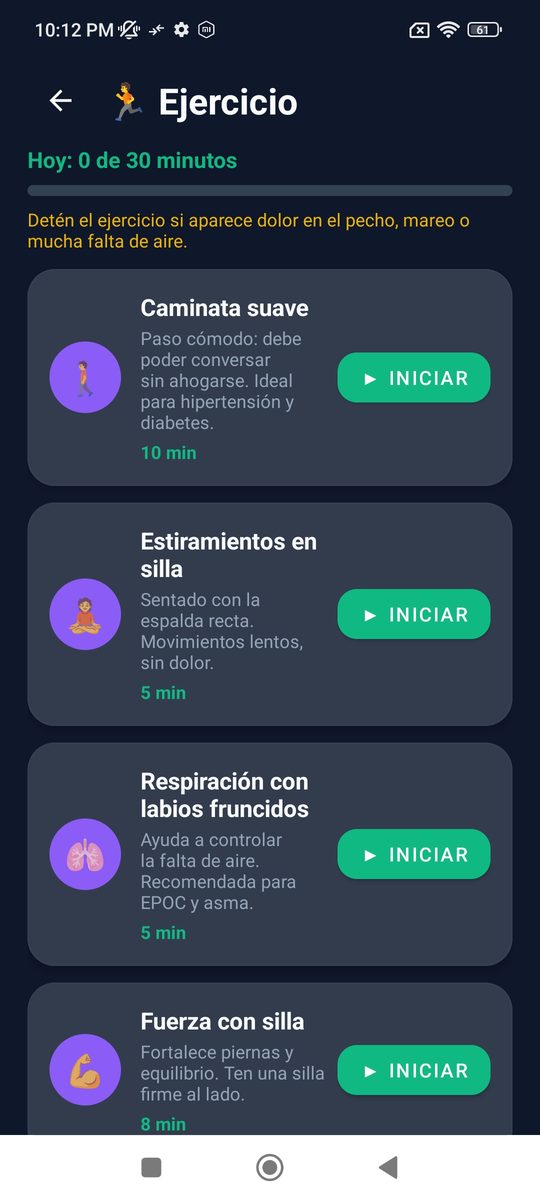 10:12 PM
61
Ejercicio
Hoy: 0 de 30 minutos
Detén el ejercicio si aparece dolor en el pecho, mareo o
mucha falta de aire.
Caminata suave
Paso cómodo: debe
poder conversar
sin ahogarse. Ideal
para hipertensión y
diabetes.
10 min
INICIAR
Estiramientos en
silla
Sentado con la
espalda recta.
Movimientos lentos,
sin dolor.
5 min
INICIAR
Respiración con
labios fruncidos
Ayuda a controlar
la falta de aire.
Recomendada para
EPOC y asma.
5 min
INICIAR
Fuerza con silla
Fortalece piernas y
equilibrio. Ten una silla
firme al lado.
8 min
INICIAR